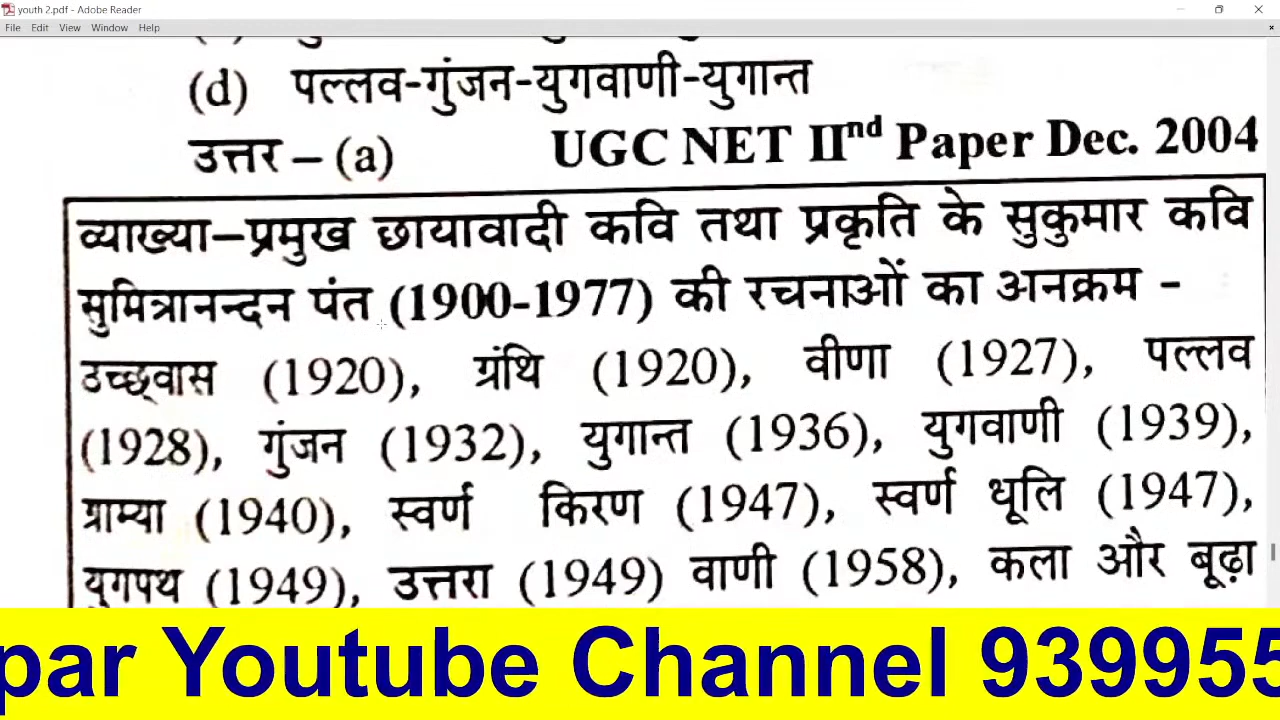 youth 2.pdf - Adobe Reader
File Edit View Window Help
(d) पल्लव-गुंजन-युगवाणी-युगान्त
उत्तर – (a) UGC NET IInd Paper Dec. 2004
व्याख्या–प्रमुख छायावादी कवि तथा प्रकृति के सुकुमार कवि
सुमित्रानन्दन पंत (1900-1977) की रचनाओं का अनक्रम -
उच्छ्वास (1920), ग्रंथि (1920), वीणा (1927), पल्लव
(1928), गुंजन (1932), युगान्त (1936), युगवाणी (1939),
ग्राम्या (1940), स्वर्ण किरण (1947), स्वर्ण धूलि (1947),
युगपथ (1949), उत्तरा (1949) वाणी (1958), कला और बूढ़ा
par Youtube Channel 939955